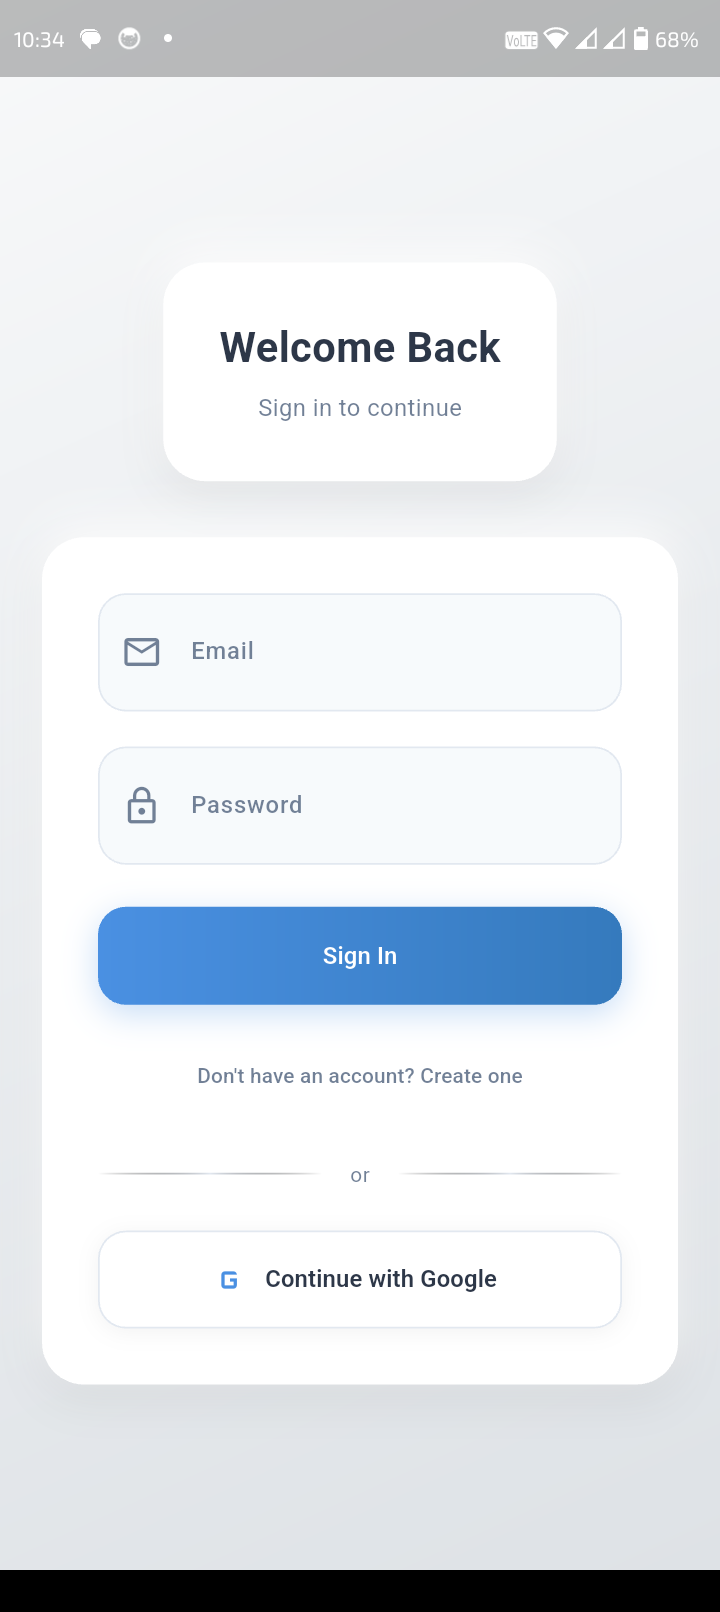 10:34 VoLTE 68%
Welcome Back
Sign in to continue
Email
Password
Sign In
Don't have an account? Create one
or
G Continue with Google